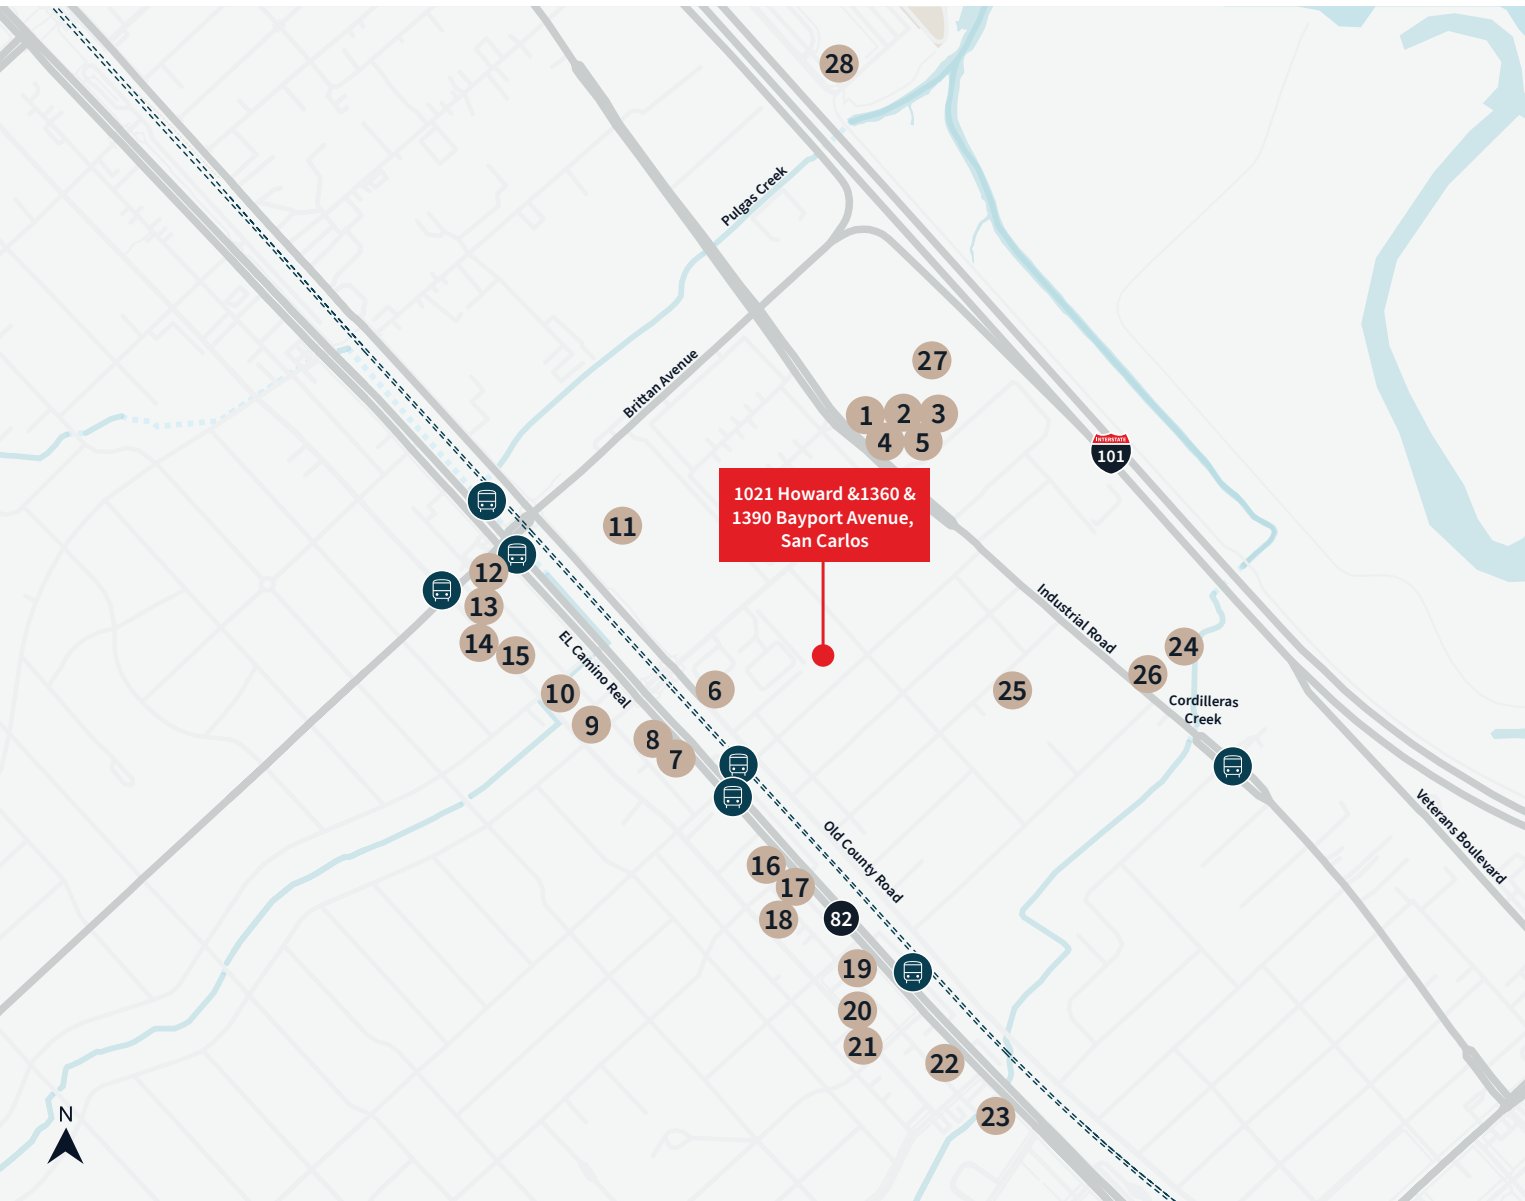 28
Pulgas Creek
27
Brittan Avenue
1
2
3
4
5
INTERSTATE
101
1021 Howard &1360 &
1390 Bayport Avenue,
San Carlos
11
12
13
14
15
EL Camino Real
Industrial Road
24
26
6
25
10
9
8
7
Cordilleras
Creek
Veterans Boulevard
Old County Road
16
17
18
82
19
20
21
22
23
N